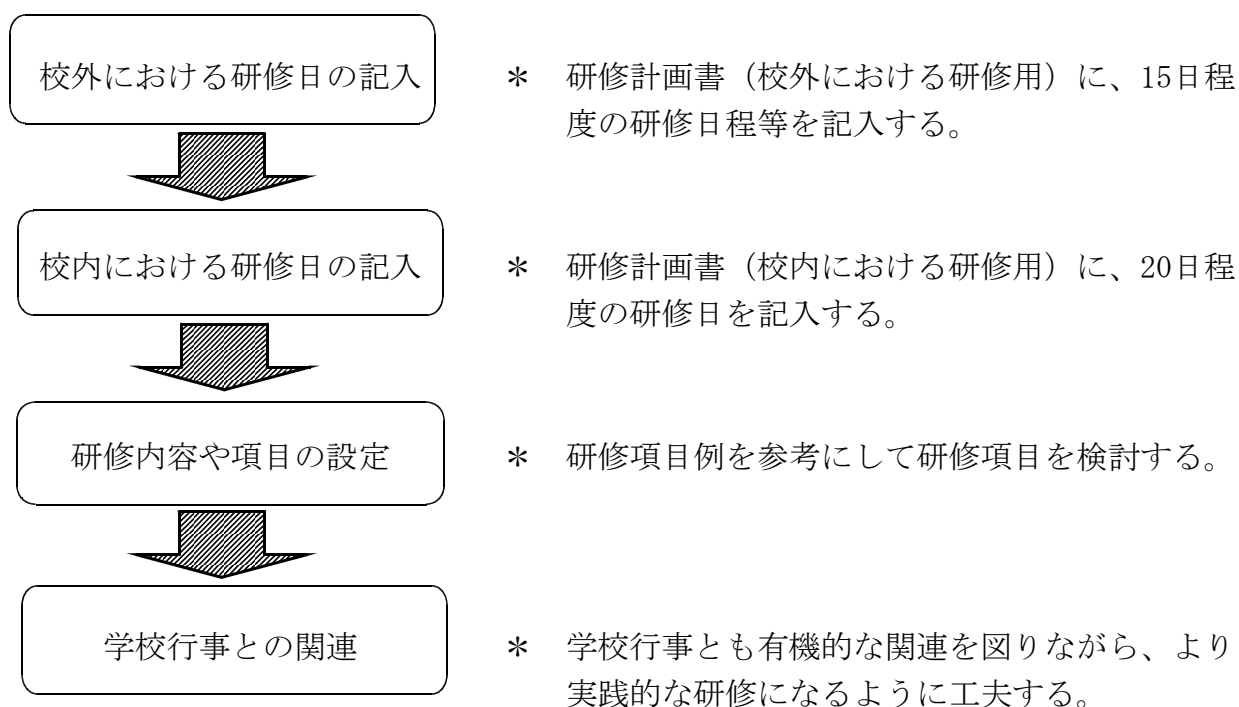 校外における研修日の記入
＊ 研修計画書（校外における研修用）に、15日程
度の研修日程等を記入する。
校内における研修日の記入
＊ 研修計画書（校内における研修用）に、20日程
度の研修日を記入する。
研修内容や項目の設定
＊ 研修項目例を参考にして研修項目を検討する。
学校行事との関連
＊ 学校行事とも有機的な関連を図りながら、より
実践的な研修になるように工夫する。